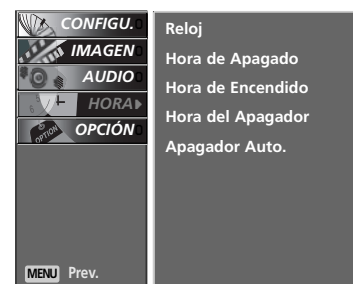 CONFIGU.
IMAGEN
AUDIO
HORA
OPCIÓN
MENU Prev.
Reloj
Hora de Apagado
Hora de Encendido
Hora del Apagador
Apagador Auto.